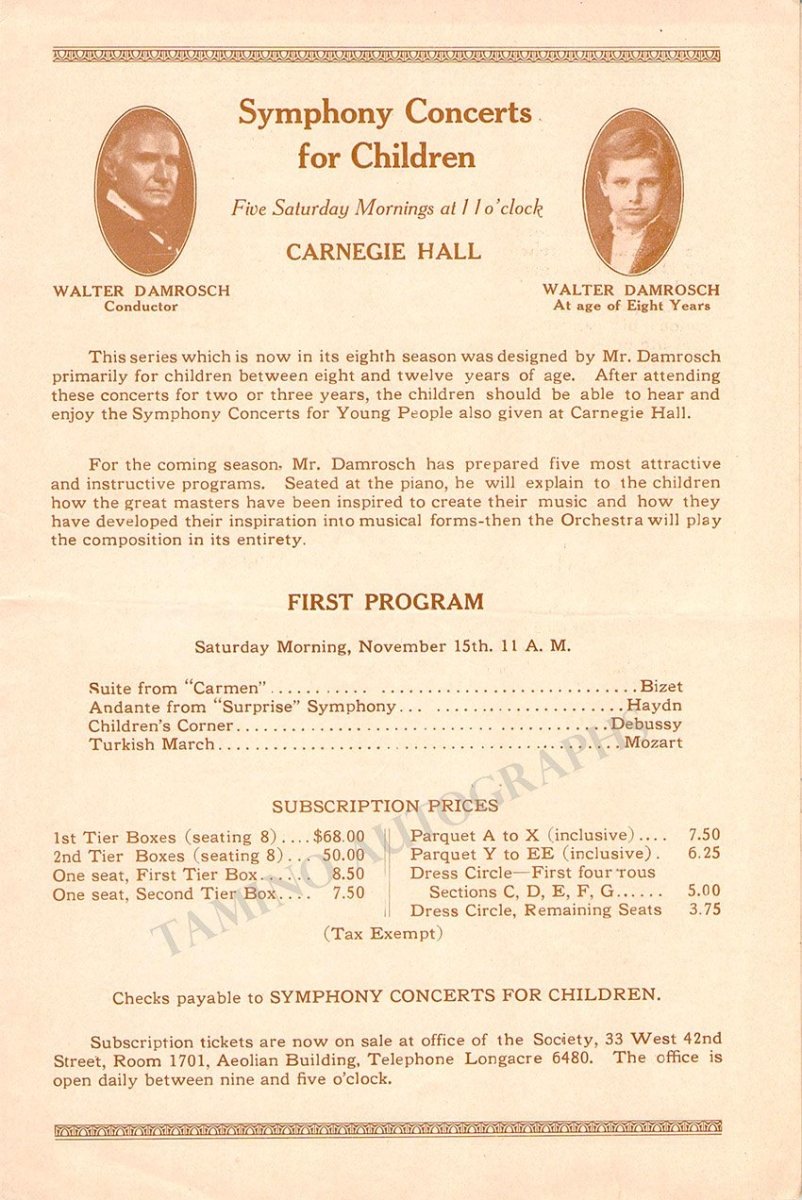 Symphony Concerts
for Children
Five Saturday Mornings at 11 o'clock
CARNEGIE HALL
WALTER DAMROSCH
Conductor
WALTER DAMROSCH
At age of Eight Years
This series which is now in its eighth season was designed by Mr. Damrosch
primarily for children between eight and twelve years of age. After attending
these concerts for two or three years, the children should be able to hear and
enjoy the Symphony Concerts for Young People also given at Carnegie Hall.
For the coming season, Mr. Damrosch has prepared five most attractive
and instructive programs. Seated at the piano, he will explain to the children
how the great masters have been inspired to create their music and how they
have developed their inspiration into musical forms-then the Orchestra will play
the composition in its entirety.
FIRST PROGRAM
Saturday Morning, November 15th. 11 A. M.
Suite from "Carmen" ........... ............................Bizet
Andante from "Surprise" Symphony... .....................Haydn
Children's Corner.........................................Debussy
Turkish March............................................Mozart
SUBSCRIPTION PRICES
1st Tier Boxes (seating 8)....$68.00
2nd Tier Boxes (seating 8)... 50.00
One seat, First Tier Box...... 8.50
One seat, Second Tier Box.... 7.50
Parquet A to X (inclusive).... 7.50
Parquet Y to EE (inclusive). 6.25
Dress Circle—First four rous
Sections C, D, E, F, G...... 5.00
Dress Circle, Remaining Seats 3.75
(Tax Exempt)
TAMINO AUTOGRAPHS
Checks payable to SYMPHONY CONCERTS FOR CHILDREN.
Subscription tickets are now on sale at office of the Society, 33 West 42nd
Street, Room 1701, Aeolian Building, Telephone Longacre 6480. The office is
open daily between nine and five o'clock.